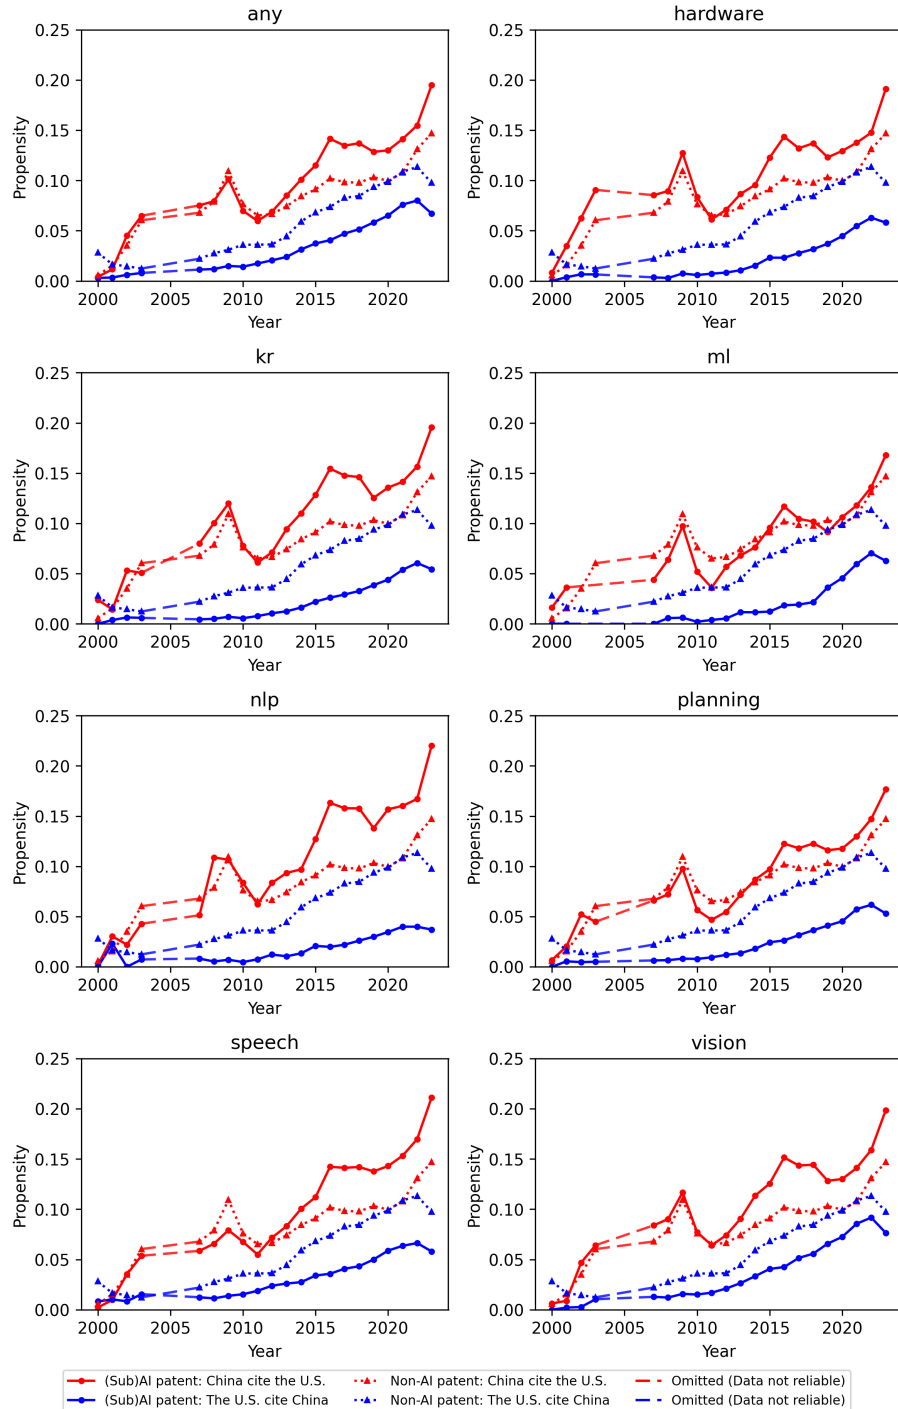 any
hardware
0.25
0.20
0.15
0.10
0.05
0.00
Propensity
2000 2005 2010 2015 2020
Year
0.25
0.20
0.15
0.10
0.05
0.00
Propensity
2000 2005 2010 2015 2020
Year
kr
ml
0.25
0.20
0.15
0.10
0.05
0.00
Propensity
2000 2005 2010 2015 2020
Year
0.25
0.20
0.15
0.10
0.05
0.00
Propensity
2000 2005 2010 2015 2020
Year
nlp
planning
0.25
0.20
0.15
0.10
0.05
0.00
Propensity
2000 2005 2010 2015 2020
Year
0.25
0.20
0.15
0.10
0.05
0.00
Propensity
2000 2005 2010 2015 2020
Year
speech
vision
0.25
0.20
0.15
0.10
0.05
0.00
Propensity
2000 2005 2010 2015 2020
Year
0.25
0.20
0.15
0.10
0.05
0.00
Propensity
2000 2005 2010 2015 2020
Year
(Sub)AI patent: China cite the U.S.
Non-AI patent: China cite the U.S.
Omitted (Data not reliable)
(Sub)AI patent: The U.S. cite China
Non-AI patent: The U.S. cite China
Omitted (Data not reliable)